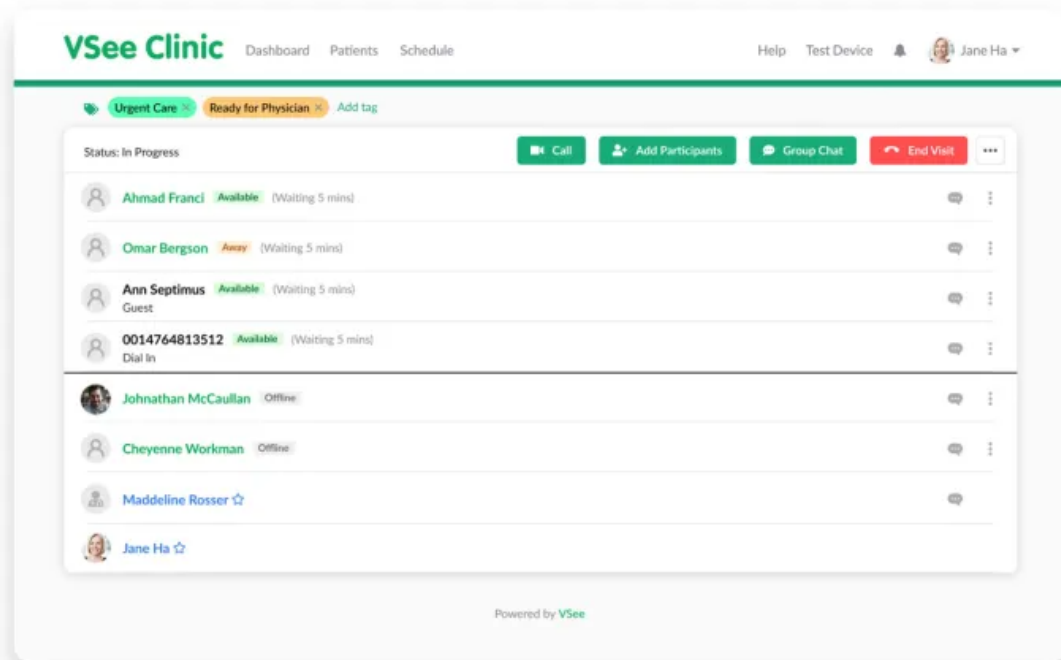 VSee Clinic Dashboard Patients Schedule Help Test Device Jane Ha
Urgent Care × Ready for Physician × Add tag
Status: In Progress Call Add Participants Group Chat End Visit
Ahmad Franci Available (Waiting 5 mins)
Omar Bergson Away (Waiting 5 mins)
Ann Septimus Available (Waiting 5 mins)
Guest
0014764813512 Available (Waiting 5 mins)
Dial In
Johnathan McCaullan Offline
Cheyenne Workman Offline
Maddeline Rosser
Jane Ha
Powered by VSee